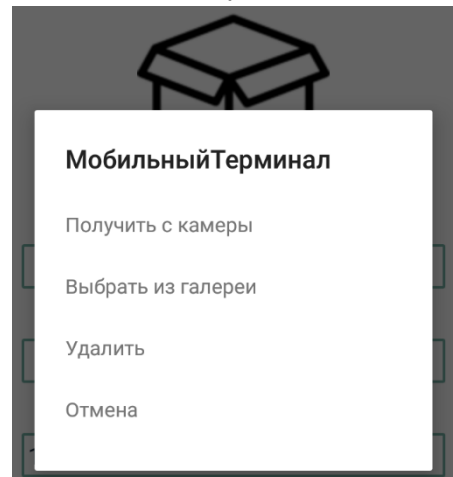 МобильныйТерминал
Получить с камеры
Выбрать из галереи
Удалить
Отмена